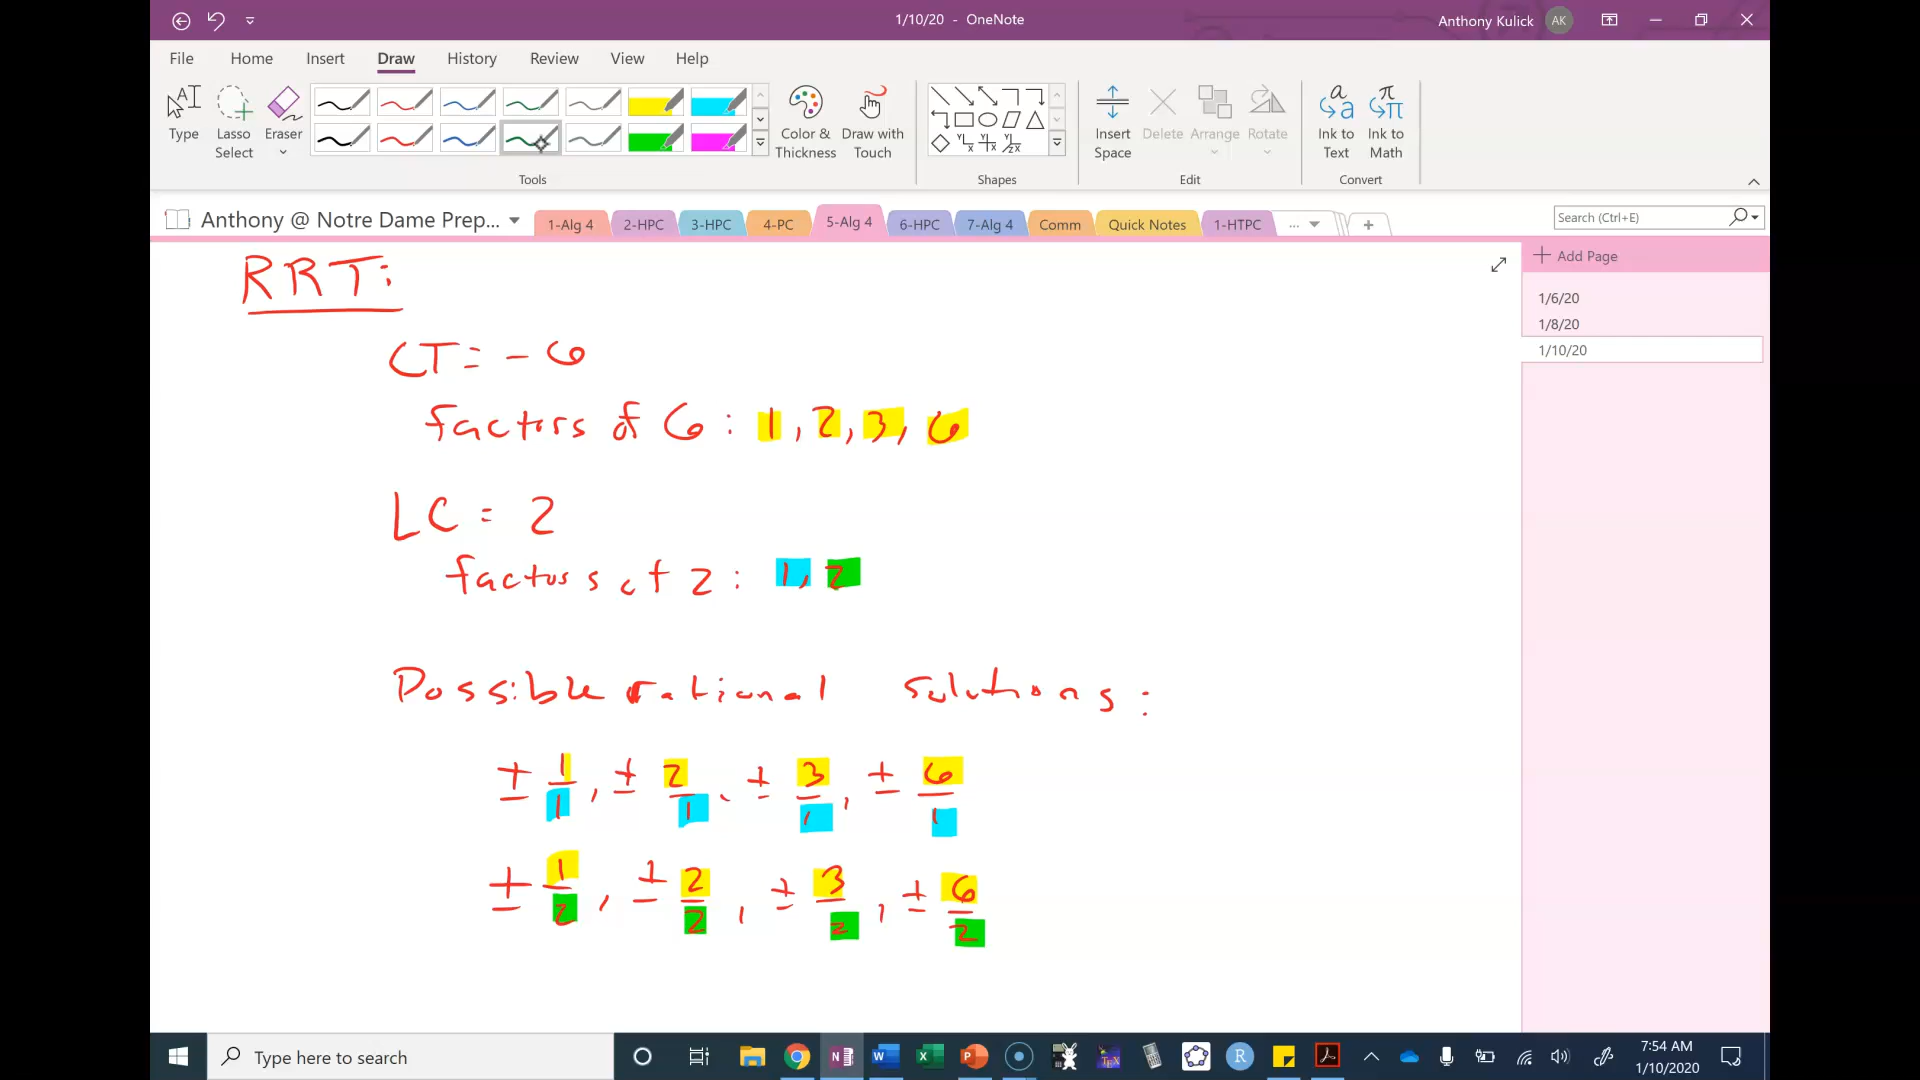 1/10/20 - OneNote
Anthony Kulick AK
File Home Insert Draw History Review View Help
Type
Lasso Select
Eraser
Color & Thickness
Draw with Touch
Insert Space
Delete
Arrange
Rotate
Ink to Text
Ink to Math
Tools Shapes Edit Convert
Anthony @ Notre Dame Prep...
1-Alg 4 2-HPC 3-HPC 4-PC 5-Alg 4 6-HPC 7-Alg 4 Comm Quick Notes 1-HTPC ...
Search (Ctrl+E)
Add Page
1/6/20
1/8/20
1/10/20
RRT:
CT = - 6
factors of 6 : 1, 2, 3, 6
LC = 2
factors of 2 : 1, 2
Possible rational solutions :
± 1/1, ± 2/1, ± 3/1, ± 6/1
± 1/2, ± 2/2, ± 3/2, ± 6/2
Type here to search
7:54 AM
1/10/2020